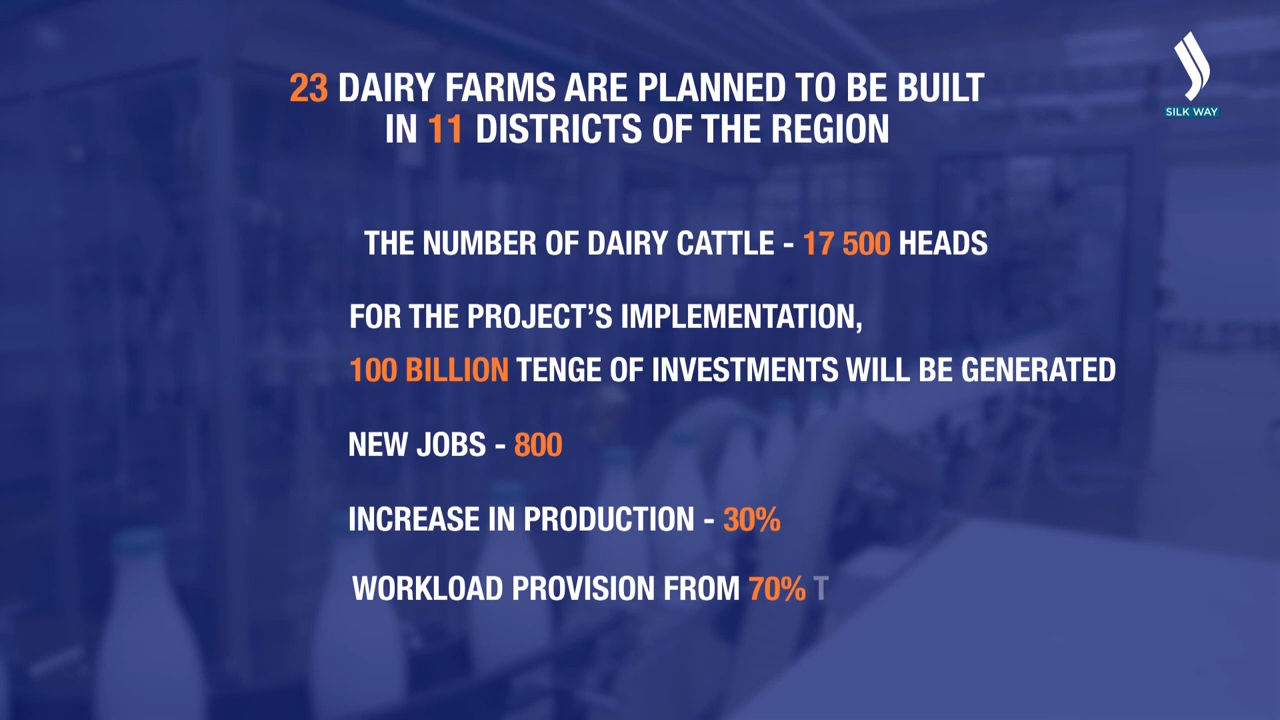 23 DAIRY FARMS ARE PLANNED TO BE BUILT
IN 11 DISTRICTS OF THE REGION
SILK WAY
THE NUMBER OF DAIRY CATTLE - 17 500 HEADS
FOR THE PROJECT'S IMPLEMENTATION,
100 BILLION TENGE OF INVESTMENTS WILL BE GENERATED
NEW JOBS - 800
INCREASE IN PRODUCTION - 30%
WORKLOAD PROVISION FROM 70% T